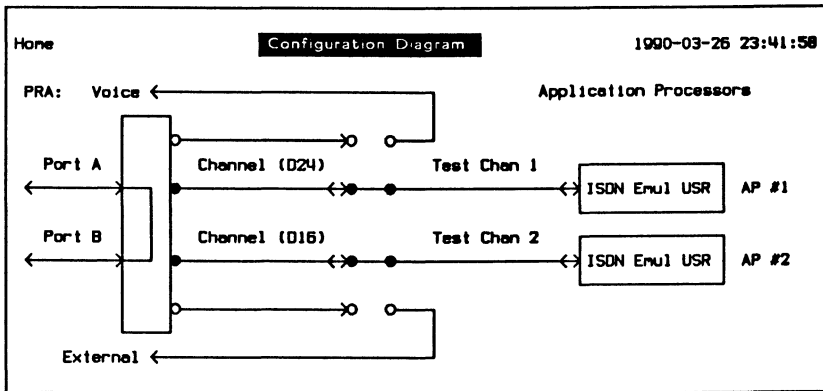 Home Configuration Diagram 1990-03-26 23:41:58
PRA: Voice Application Processors
Port A Channel (D24) Test Chan 1 ISDN Emul USR AP #1
Port B Channel (D16) Test Chan 2 ISDN Emul USR AP #2
External